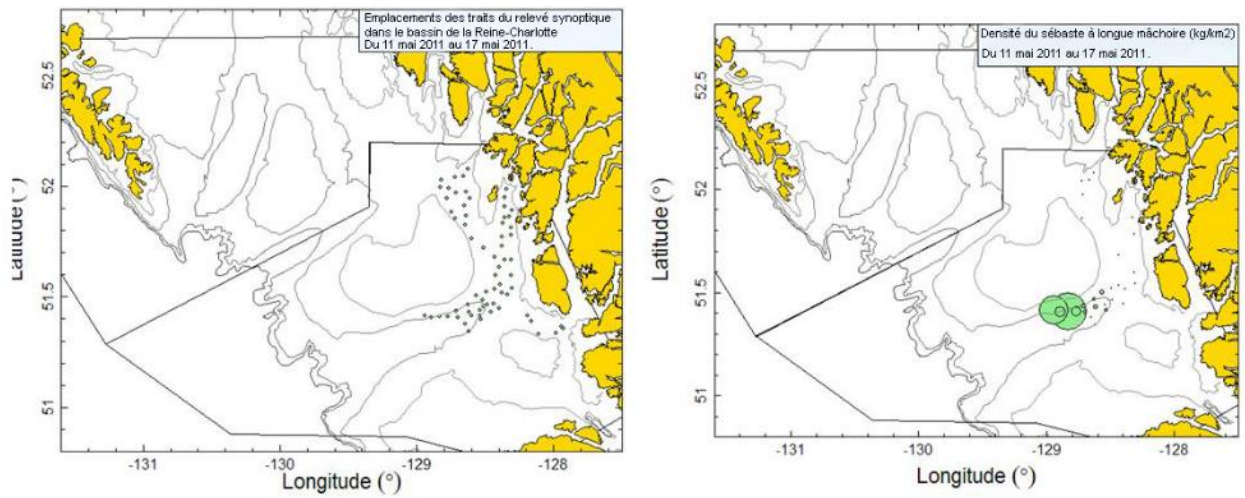 Emplacements des traits du relevé synoptique
dans le bassin de la Reine-Charlotte
Du 11 mai 2011 au 17 mai 2011.
52.5
52
51.5
51
Latitude (°)
-131
-130
-129
-128
Longitude (°)
Densité du sébaste à longue mâchoire (kg/km2)
Du 11 mai 2011 au 17 mai 2011.
52.5
52
51.5
51
Latitude (°)
-131
-130
-129
-128
Longitude (°)